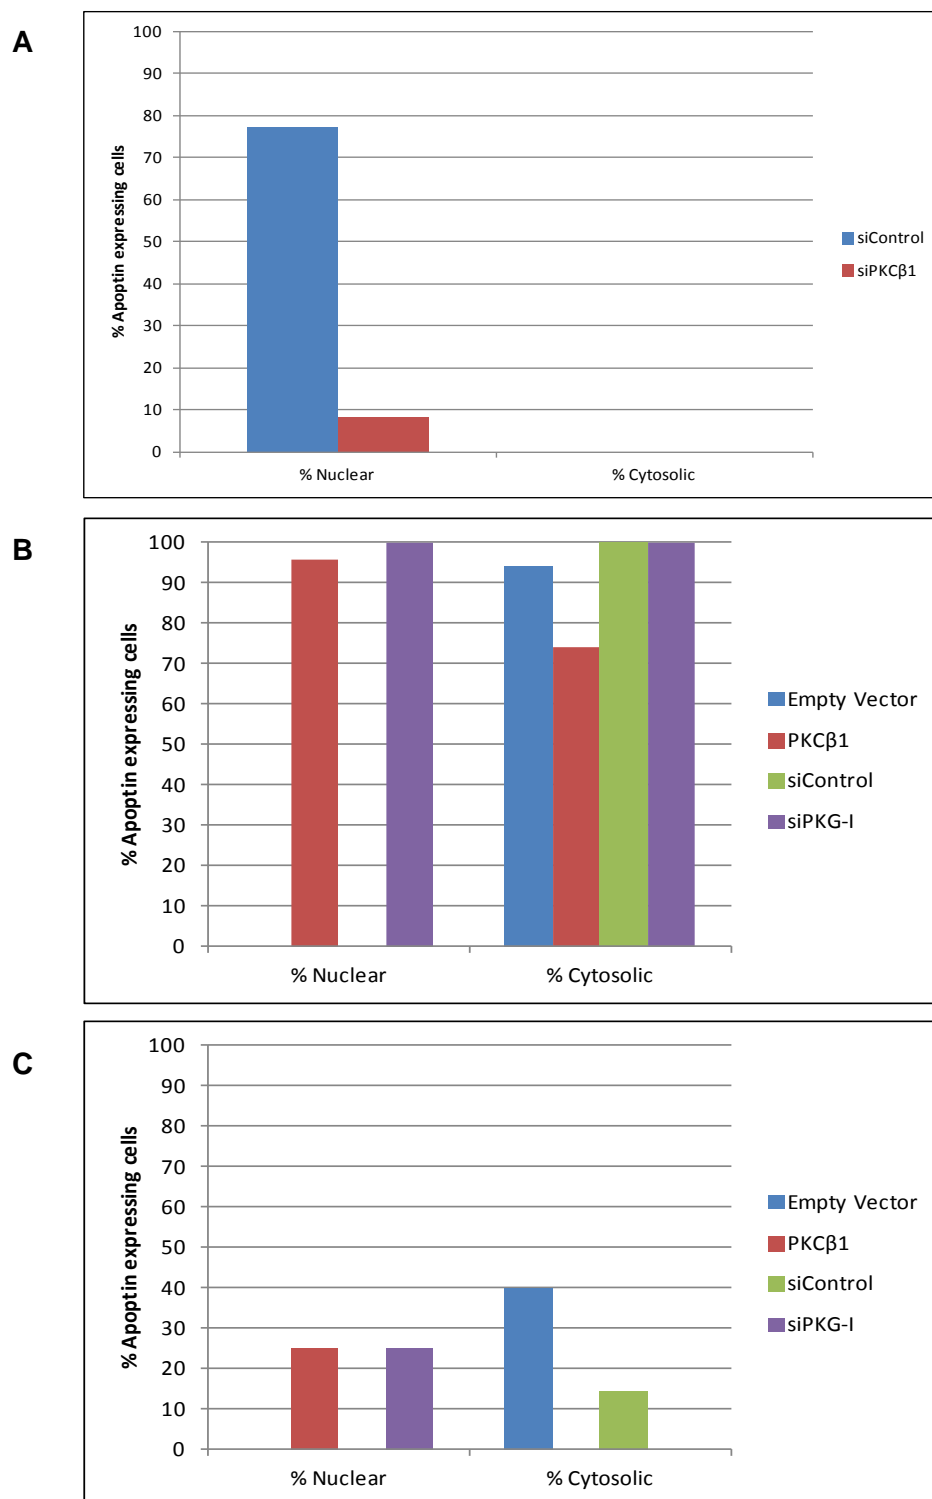 A
100
90
80
70
60
50
40
30
20
10
0
% Apoptin expressing cells
% Nuclear
% Cytosolic
siControl
siPKCβ1
B
100
90
80
70
60
50
40
30
20
10
0
% Apoptin expressing cells
% Nuclear
% Cytosolic
Empty Vector
PKCβ1
siControl
siPKG-I
C
100
90
80
70
60
50
40
30
20
10
0
% Apoptin expressing cells
% Nuclear
% Cytosolic
Empty Vector
PKCβ1
siControl
siPKG-I